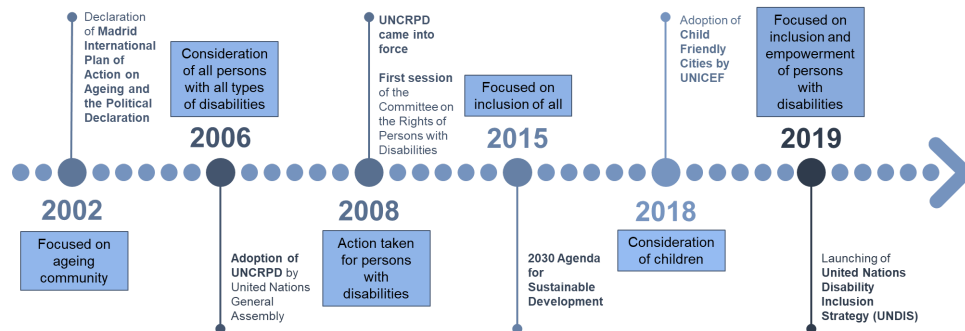 Declaration
of Madrid
International
Plan of
Action on
Ageing and
the Political
Declaration
2002
Focused on
ageing
community
Consideration
of all persons
with all types
of disabilities
2006
Adoption of
UNCRPD by
United Nations
General
Assembly
UNCRPD
came into
force
First session
of the
Committee on
the Rights of
Persons with
Disabilities
2008
Action taken
for persons
with
disabilities
Focused on
inclusion of all
2015
2030 Agenda
for
Sustainable
Development
Adoption of
Child
Friendly
Cities by
UNICEF
2018
Consideration
of children
Focused on
inclusion and
empowerment
of persons
with
disabilities
2019
Launching of
United Nations
Disability
Inclusion
Strategy (UNDIS)